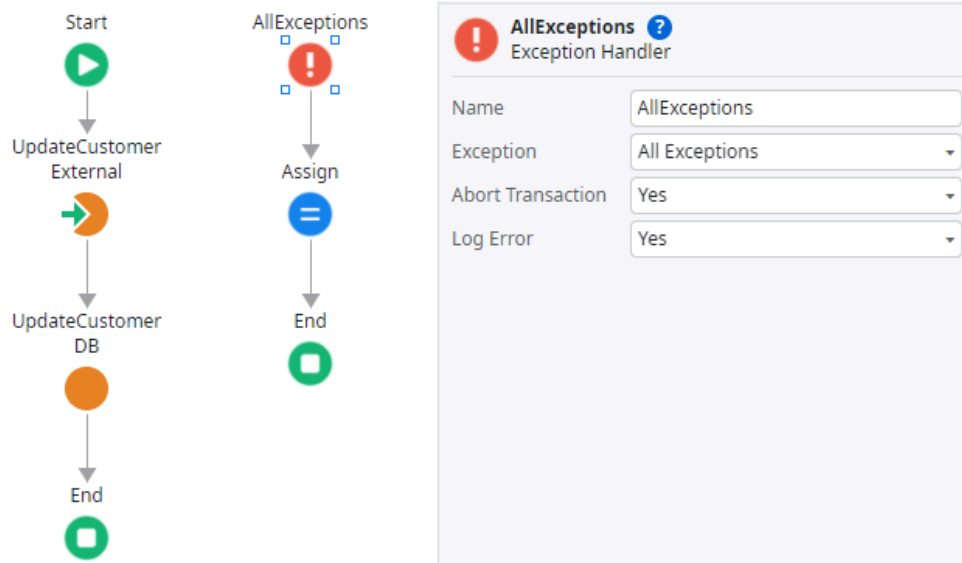 Start
UpdateCustomer
External
UpdateCustomer
DB
End
AllExceptions
Assign
End
AllExceptions ?
Exception Handler
Name AllExceptions
Exception All Exceptions
Abort Transaction Yes
Log Error Yes